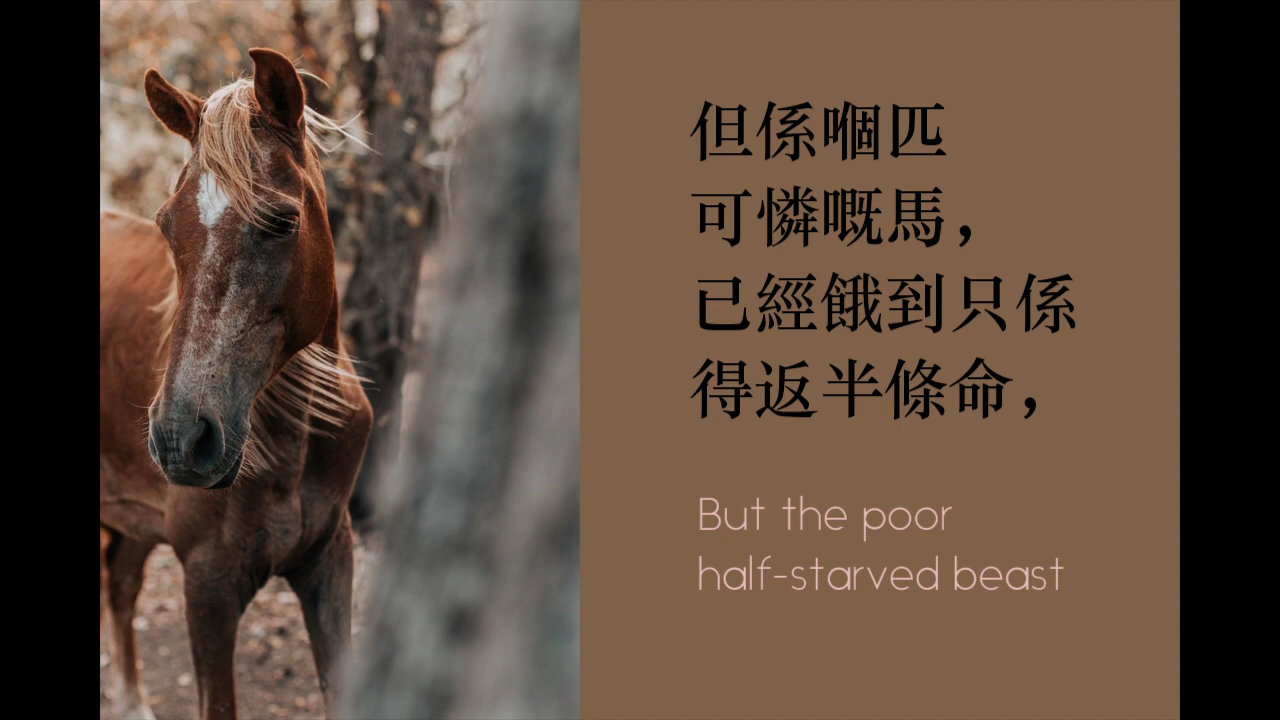 但係嗰匹
可憐嘅馬，
已經餓到只係
得返半條命，
But the poor
half-starved beast